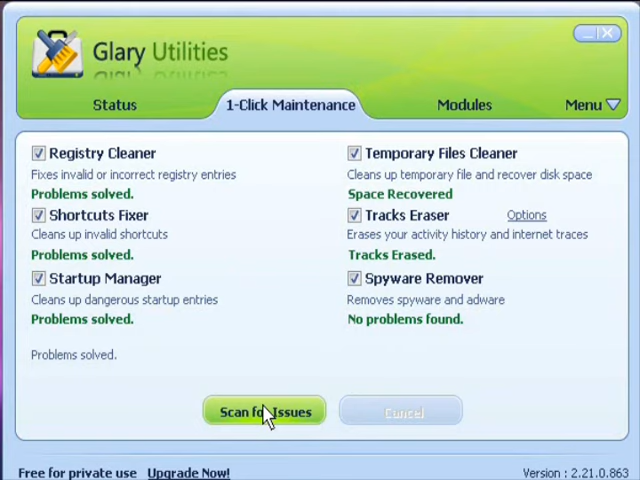 Glary Utilities
Status
1-Click Maintenance
Modules
Menu
Registry Cleaner
Fixes invalid or incorrect registry entries
Problems solved.
Temporary Files Cleaner
Cleans up temporary file and recover disk space
Space Recovered
Shortcuts Fixer
Cleans up invalid shortcuts
Problems solved.
Tracks Eraser
Options
Erases your activity history and internet traces
Tracks Erased.
Startup Manager
Cleans up dangerous startup entries
Problems solved.
Spyware Remover
Removes spyware and adware
No problems found.
Problems solved.
Scan for Issues
Cancel
Free for private use
Upgrade Now!
Version : 2.21.0.863